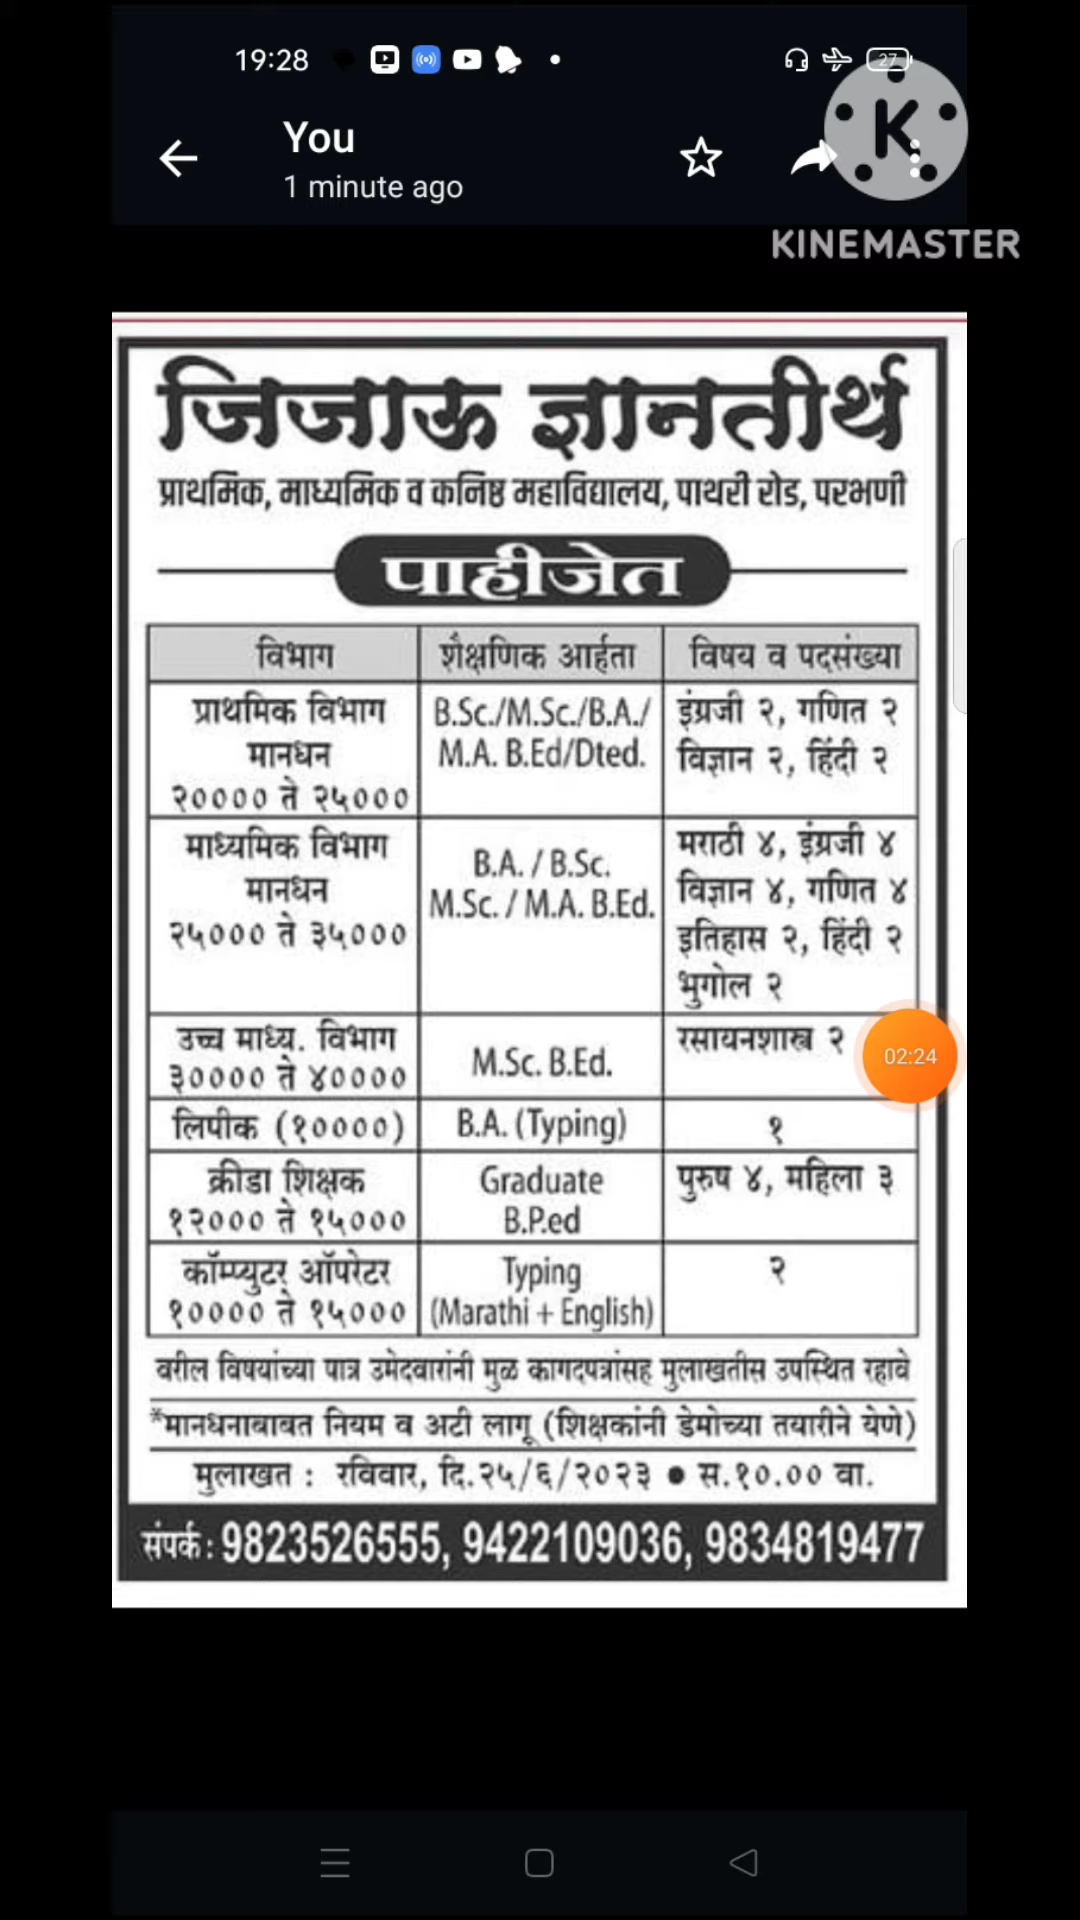 19:28
27
You
1 minute ago
K
KINEMASTER
जिजाऊ ज्ञानतीर्थ
प्राथमिक, माध्यमिक व कनिष्ठ महाविद्यालय, पाथरी रोड, परभणी
पाहीजेत
विभाग शैक्षणिक आर्हता विषय व पदसंख्या
प्राथमिक विभाग B.Sc./M.Sc./B.A./ इंग्रजी २, गणित २
मानधन M.A. B.Ed/Dted. विज्ञान २, हिंदी २
२०००० ते २५०००
माध्यमिक विभाग B.A. / B.Sc. मराठी ४, इंग्रजी ४
मानधन M.Sc. / M.A. B.Ed. विज्ञान ४, गणित ४
२५००० ते ३५००० इतिहास २, हिंदी २
भुगोल २
उच्च माध्य. विभाग M.Sc. B.Ed. रसायनशास्त्र २
३०००० ते ४००००
02:24
लिपीक (१००००) B.A. (Typing) १
क्रीडा शिक्षक Graduate पुरुष ४, महिला ३
१२००० ते १५००० B.P.ed
कॉम्प्युटर ऑपरेटर Typing २
१०००० ते १५००० (Marathi + English)
वरील विषयांच्या पात्र उमेदवारांनी मुळ कागदपत्रांसह मुलाखतीस उपस्थित रहावे
*मानधनाबाबत नियम व अटी लागू (शिक्षकांनी डेमोच्या तयारीने येणे)
मुलाखत : रविवार, दि.२५/६/२०२३ ● स.१०.०० वा.
संपर्क : 9823526555, 9422109036, 9834819477